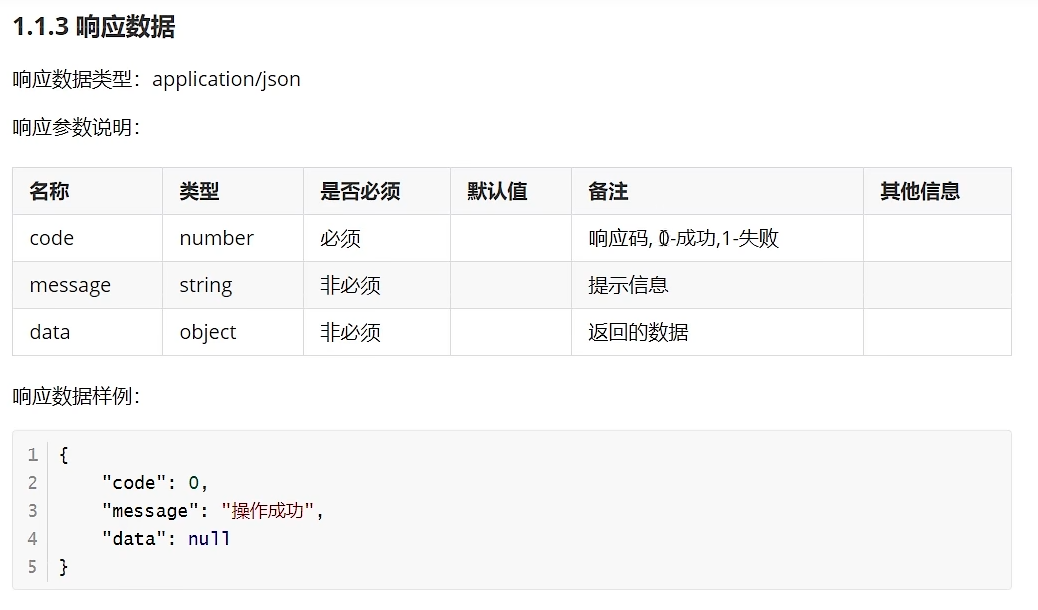 1.1.3 响应数据
响应数据类型：application/json
响应参数说明：
名称 类型 是否必须 默认值 备注 其他信息
code number 必须 响应码, 0-成功,1-失败
message string 非必须 提示信息
data object 非必须 返回的数据
响应数据样例：
1 {
2     "code": 0,
3     "message": "操作成功",
4     "data": null
5 }